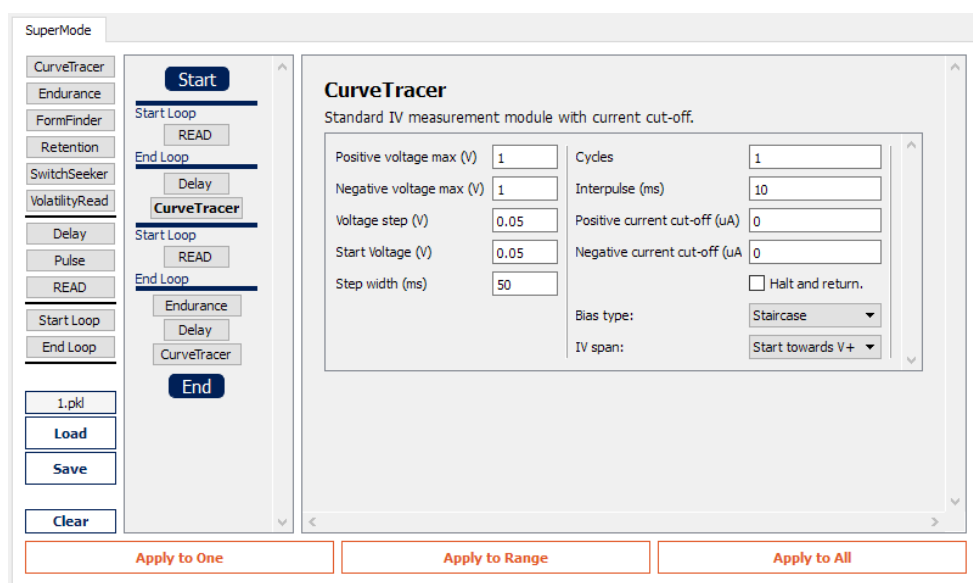 SuperMode
CurveTracer
Endurance
FormFinder
Retention
SwitchSeeker
VolatilityRead
Delay
Pulse
READ
Start Loop
End Loop
1.pkl
Load
Save
Clear
Start
Start Loop
READ
End Loop
Delay
CurveTracer
Start Loop
READ
End Loop
Endurance
Delay
CurveTracer
End
CurveTracer
Standard IV measurement module with current cut-off.
Positive voltage max (V) 1
Negative voltage max (V) 1
Voltage step (V) 0.05
Start Voltage (V) 0.05
Step width (ms) 50
Cycles 1
Interpulse (ms) 10
Positive current cut-off (uA) 0
Negative current cut-off (uA 0
Halt and return.
Bias type: Staircase
IV span: Start towards V+
Apply to One
Apply to Range
Apply to All